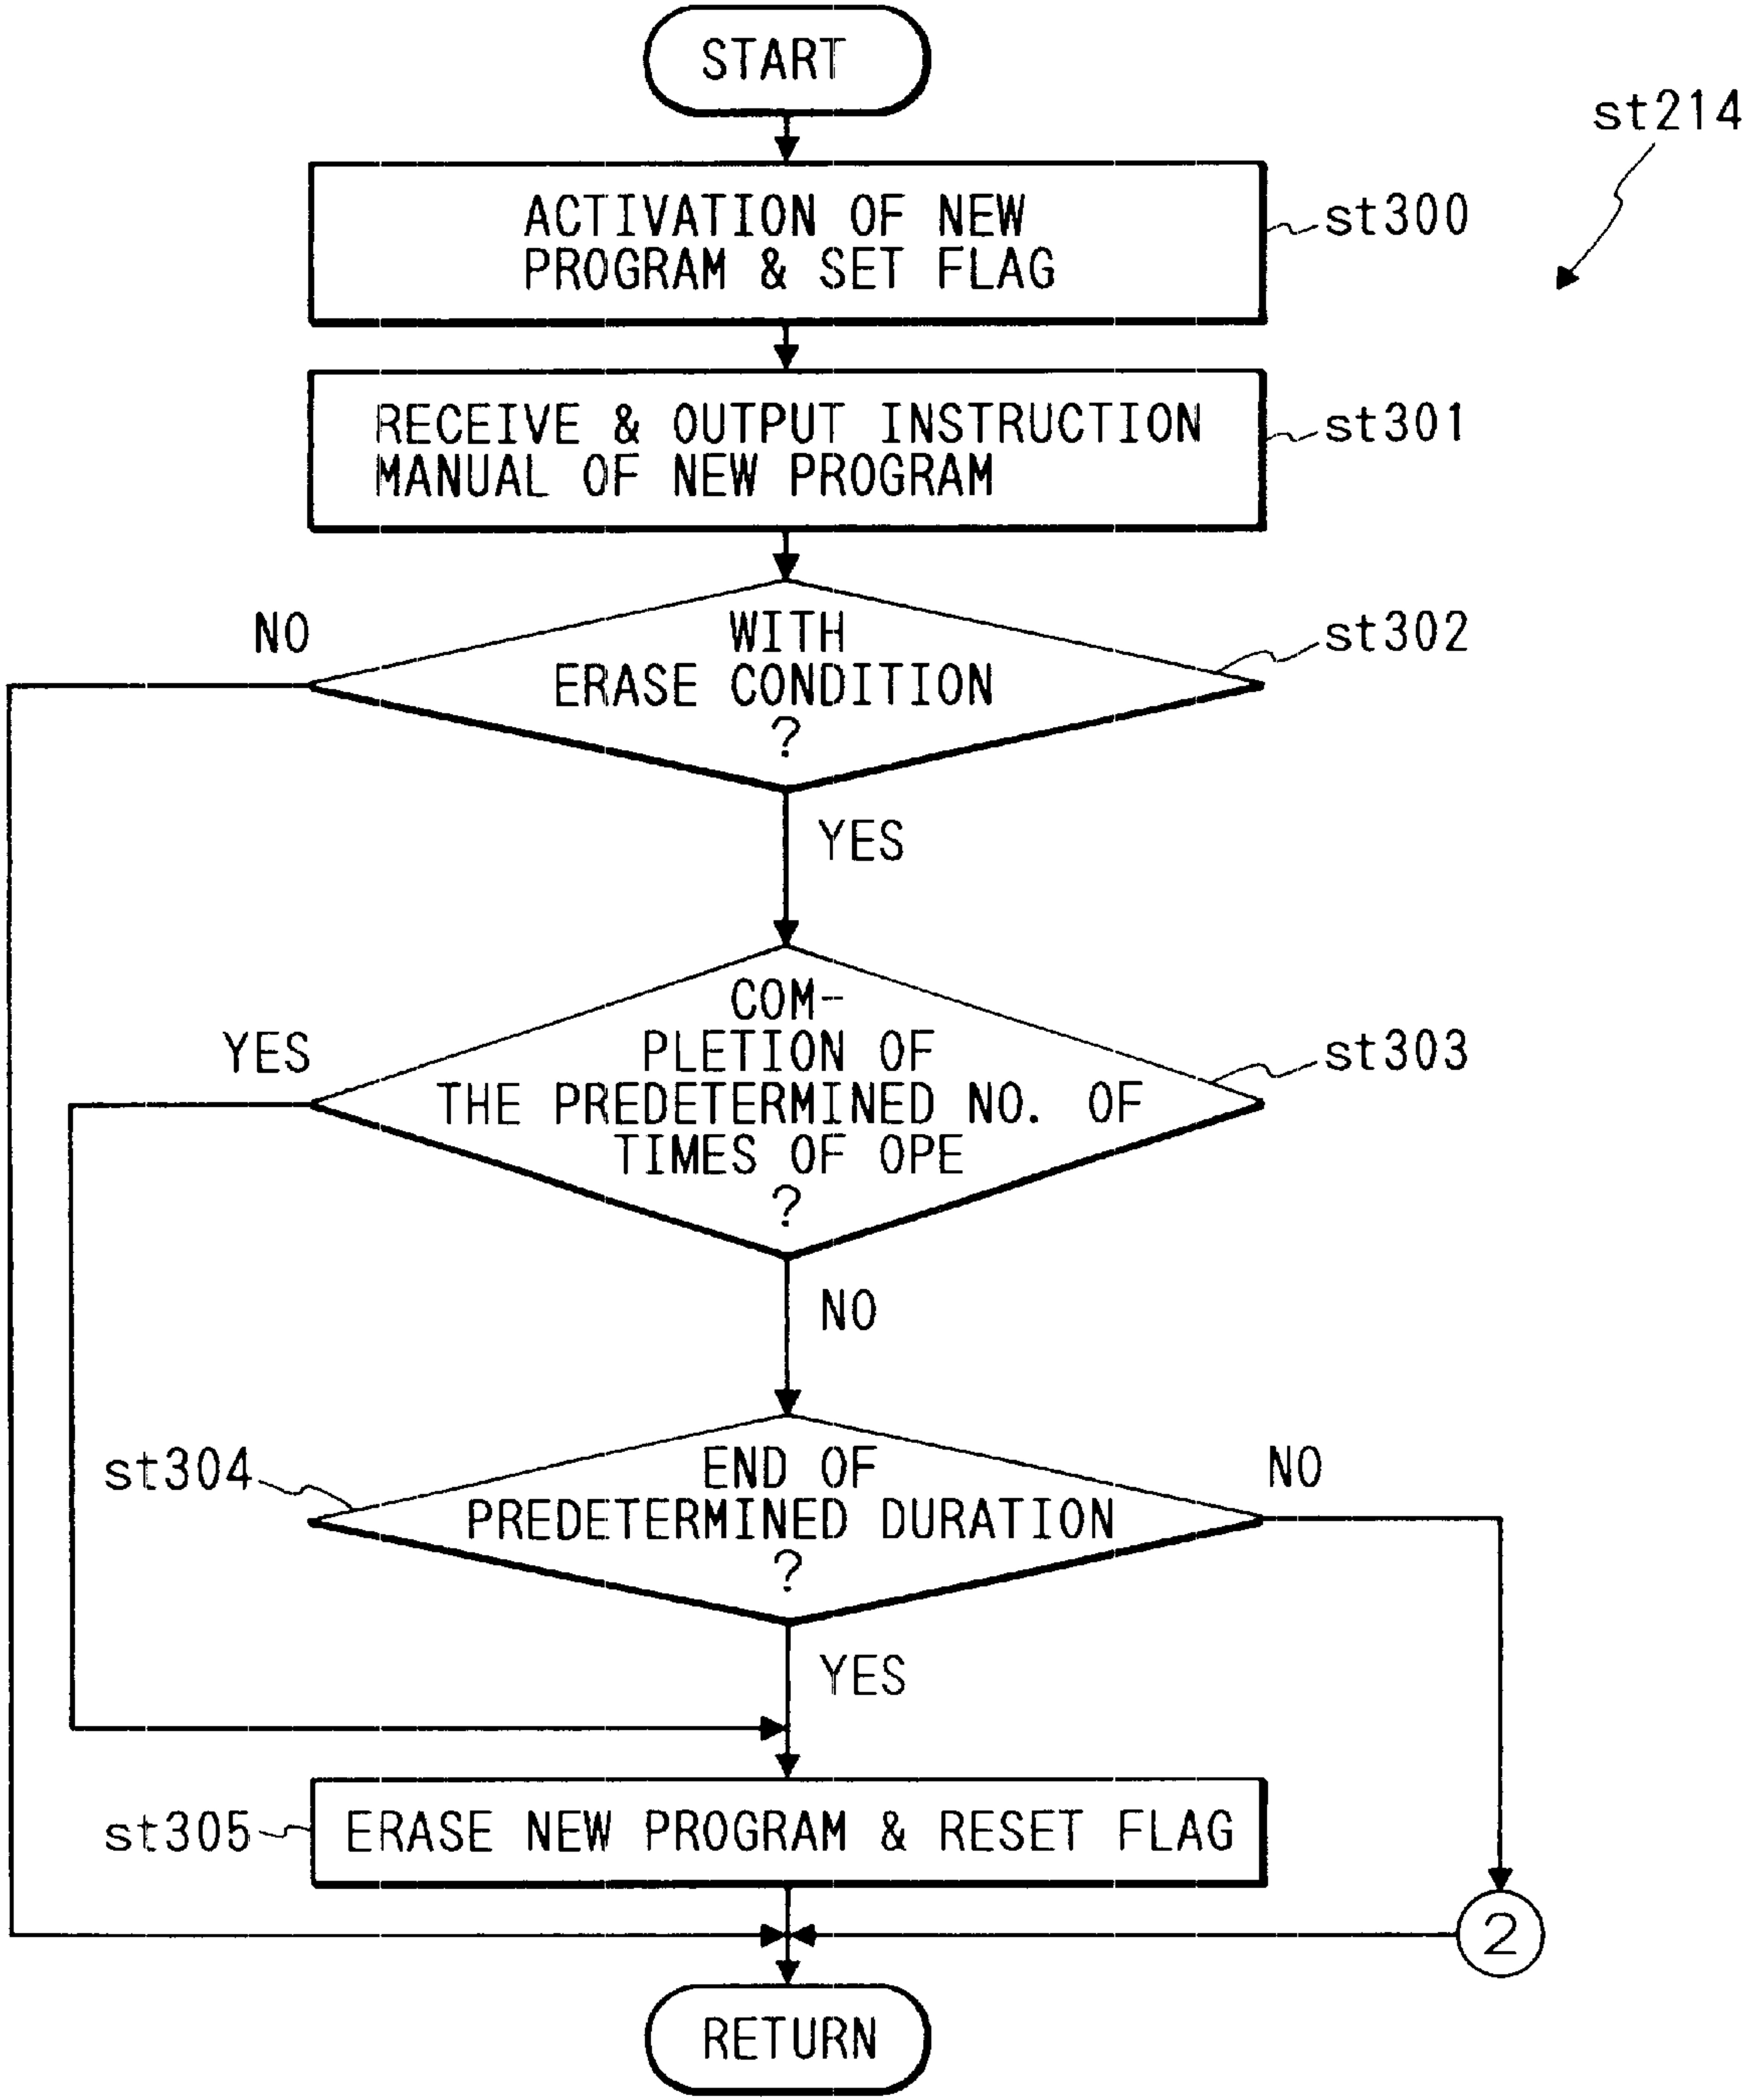 START
st214
ACTIVATION OF NEW
PROGRAM & SET FLAG
st300
RECEIVE & OUTPUT INSTRUCTION
MANUAL OF NEW PROGRAM
st301
NO
WITH
ERASE CONDITION
?
st302
YES
COM-
PLETION OF
THE PREDETERMINED NO. OF
TIMES OF OPE
?
YES
st303
NO
st304
END OF
PREDETERMINED DURATION
?
NO
YES
st305
ERASE NEW PROGRAM & RESET FLAG
2
RETURN